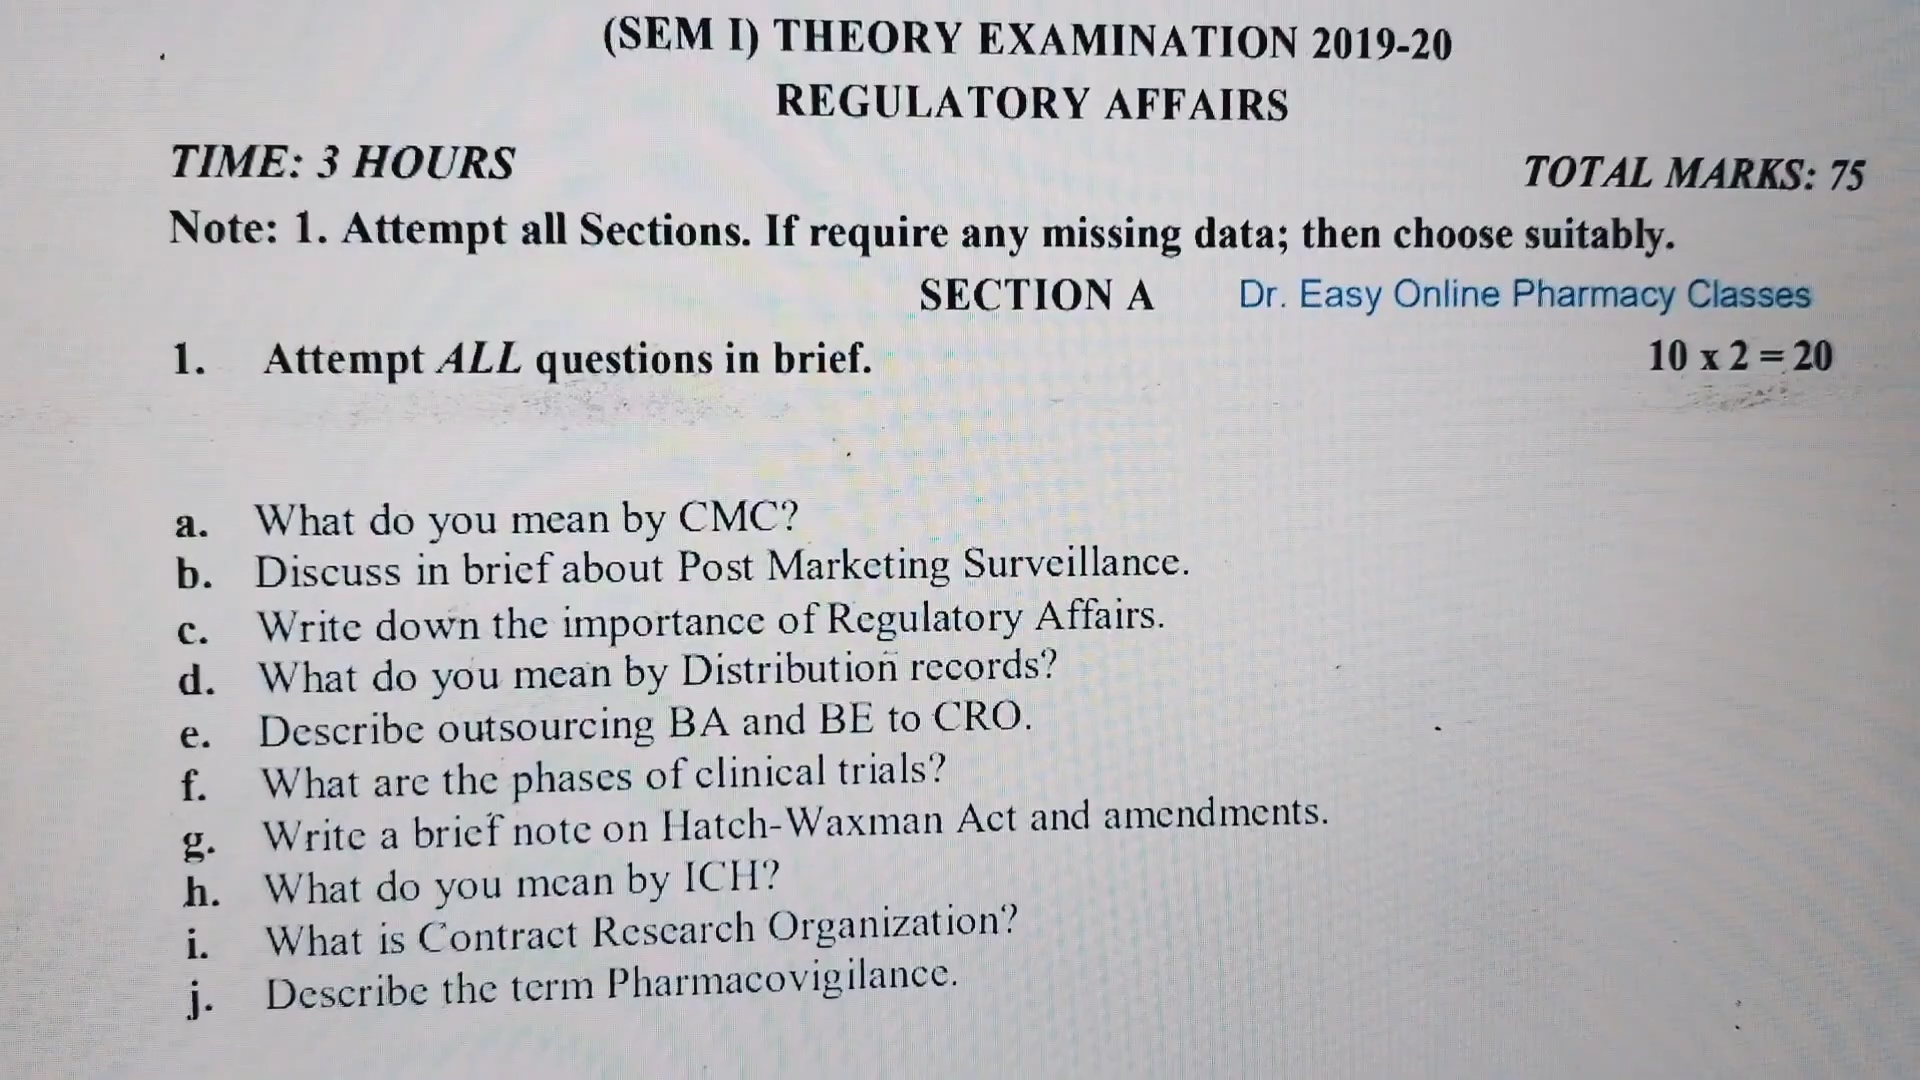 (SEM I) THEORY EXAMINATION 2019-20
REGULATORY AFFAIRS
TIME: 3 HOURS TOTAL MARKS: 75
Note: 1. Attempt all Sections. If require any missing data; then choose suitably.
SECTION A Dr. Easy Online Pharmacy Classes
1. Attempt ALL questions in brief. 10 x 2 = 20
a. What do you mean by CMC?
b. Discuss in brief about Post Marketing Surveillance.
c. Write down the importance of Regulatory Affairs.
d. What do you mean by Distribution records?
e. Describe outsourcing BA and BE to CRO.
f. What are the phases of clinical trials?
g. Write a brief note on Hatch-Waxman Act and amendments.
h. What do you mean by ICH?
i. What is Contract Research Organization?
j. Describe the term Pharmacovigilance.